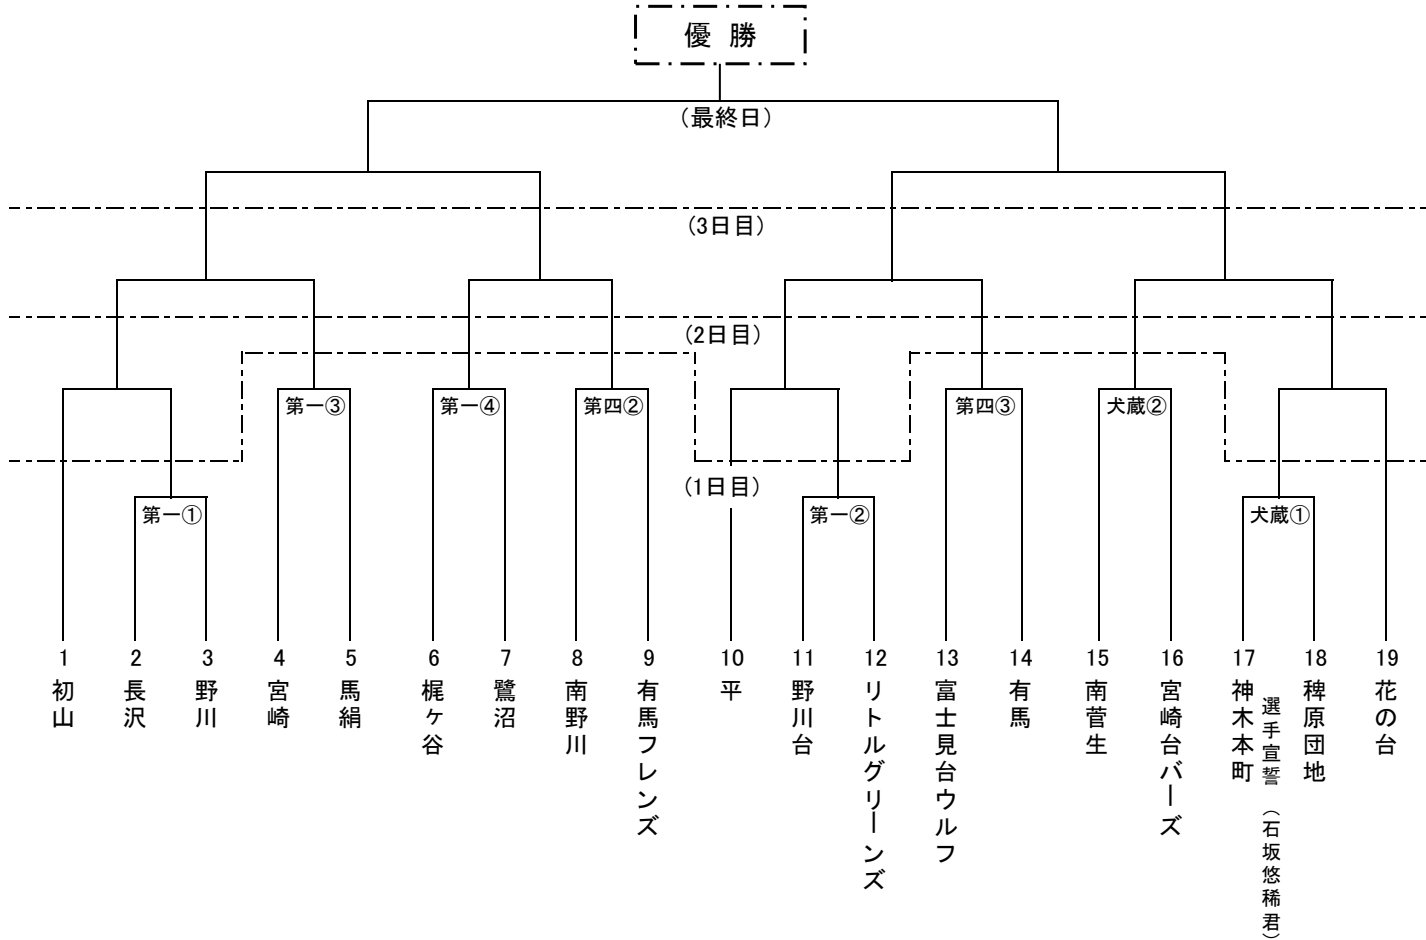 優 勝
（最終日）
（3日目）
（2日目）
第一③
第一④
第四②
第四③
犬蔵②
（1日目）
第一①
第一②
犬蔵①
1
初山
2
長沢
3
野川
4
宮崎
5
馬絹
6
梶ヶ谷
7
鷺沼
8
南野川
9
有馬フレンズ
10
平
11
野川台
12
リトルグリーンズ
13
富士見台ウルフ
14
有馬
15
南菅生
16
宮崎台バーズ
17
神木本町
選手宣誓 （石坂悠稀君）
18
稗原団地
19
花の台